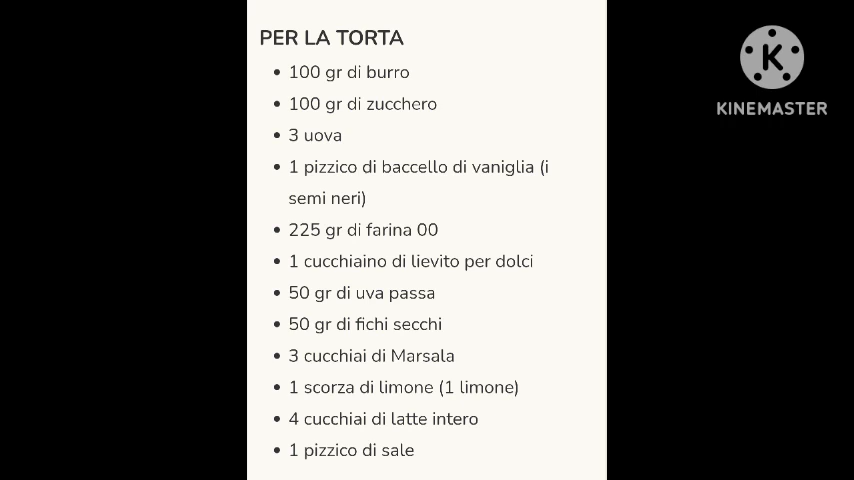 PER LA TORTA
• 100 gr di burro
• 100 gr di zucchero
• 3 uova
• 1 pizzico di baccello di vaniglia (i
semi neri)
• 225 gr di farina 00
• 1 cucchiaino di lievito per dolci
• 50 gr di uva passa
• 50 gr di fichi secchi
• 3 cucchiai di Marsala
• 1 scorza di limone (1 limone)
• 4 cucchiai di latte intero
• 1 pizzico di sale
K
KINEMASTER